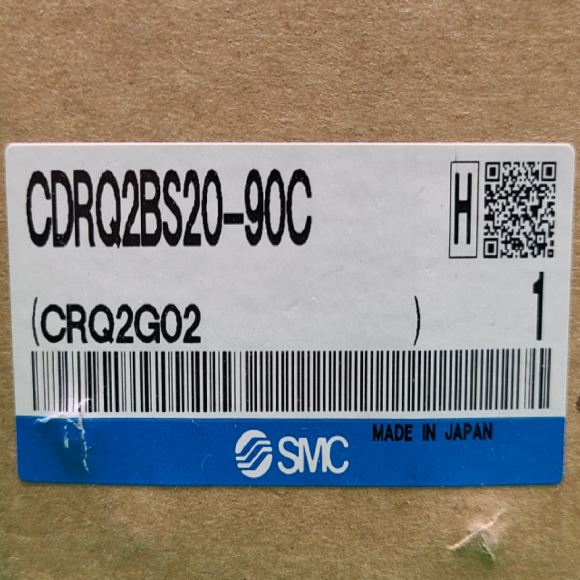 CDRQ2BS20-90C
H
(CRQ2G02 )
1
MADE IN JAPAN
SMC